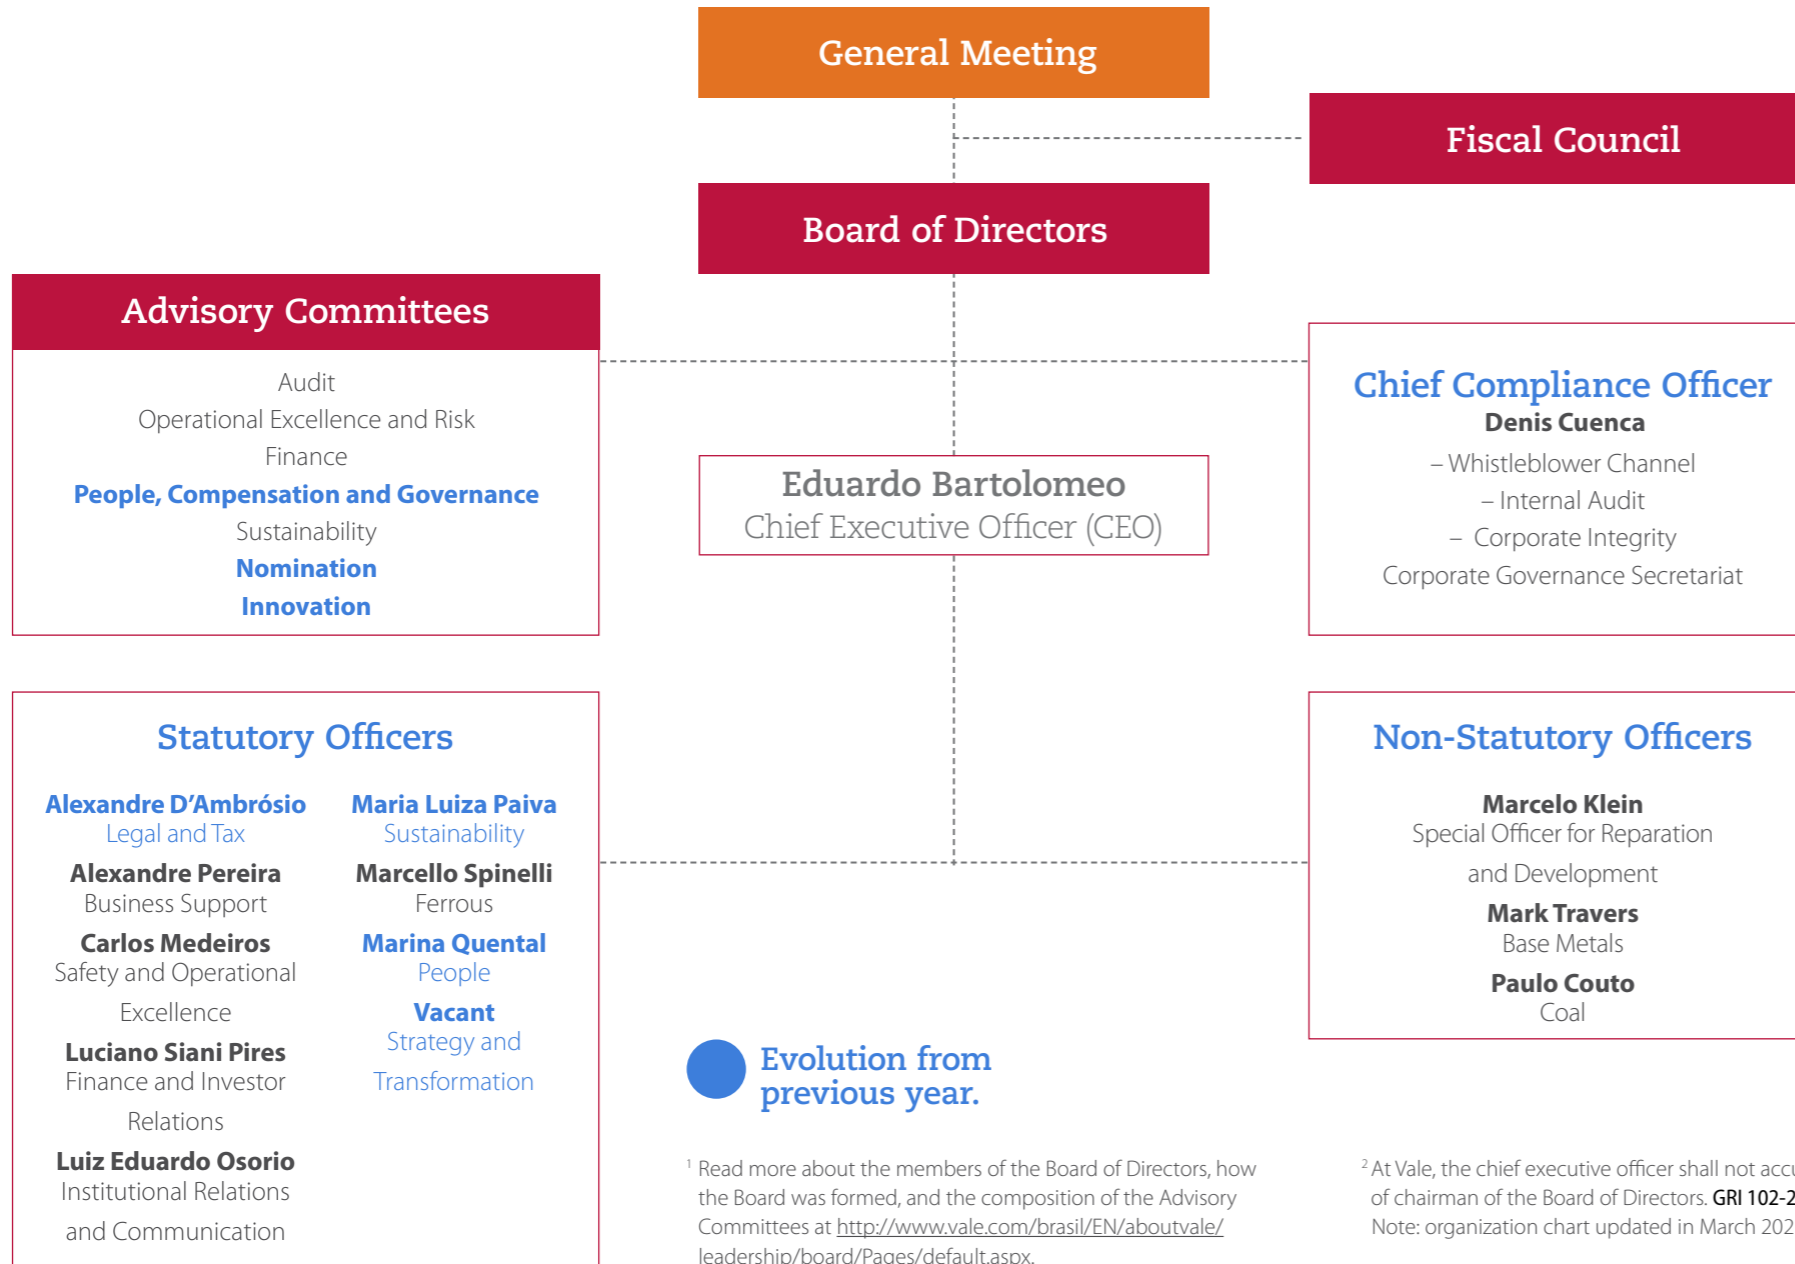 General Meeting
Fiscal Council
Board of Directors
Advisory Committees
Audit
Operational Excellence and Risk
Finance
People, Compensation and Governance
Sustainability
Nomination
Innovation
Eduardo Bartolomeo
Chief Executive Officer (CEO)
Chief Compliance Officer
Denis Cuenca
– Whistleblower Channel
– Internal Audit
– Corporate Integrity
Corporate Governance Secretariat
Statutory Officers
Alexandre D’Ambrósio
Legal and Tax
Alexandre Pereira
Business Support
Carlos Medeiros
Safety and Operational
Excellence
Luciano Siani Pires
Finance and Investor
Relations
Luiz Eduardo Osorio
Institutional Relations
and Communication
Maria Luiza Paiva
Sustainability
Marcello Spinelli
Ferrous
Marina Quental
People
Vacant
Strategy and
Transformation
Non-Statutory Officers
Marcelo Klein
Special Officer for Reparation
and Development
Mark Travers
Base Metals
Paulo Couto
Coal
Evolution from
previous year.
1 Read more about the members of the Board of Directors, how
the Board was formed, and the composition of the Advisory
Committees at http://www.vale.com/brasil/EN/aboutvale/
leadership/board/Pages/default.aspx.
2 At Vale, the chief executive officer shall not
of chairman of the Board of Directors. GRI
Note: organization chart updated in March